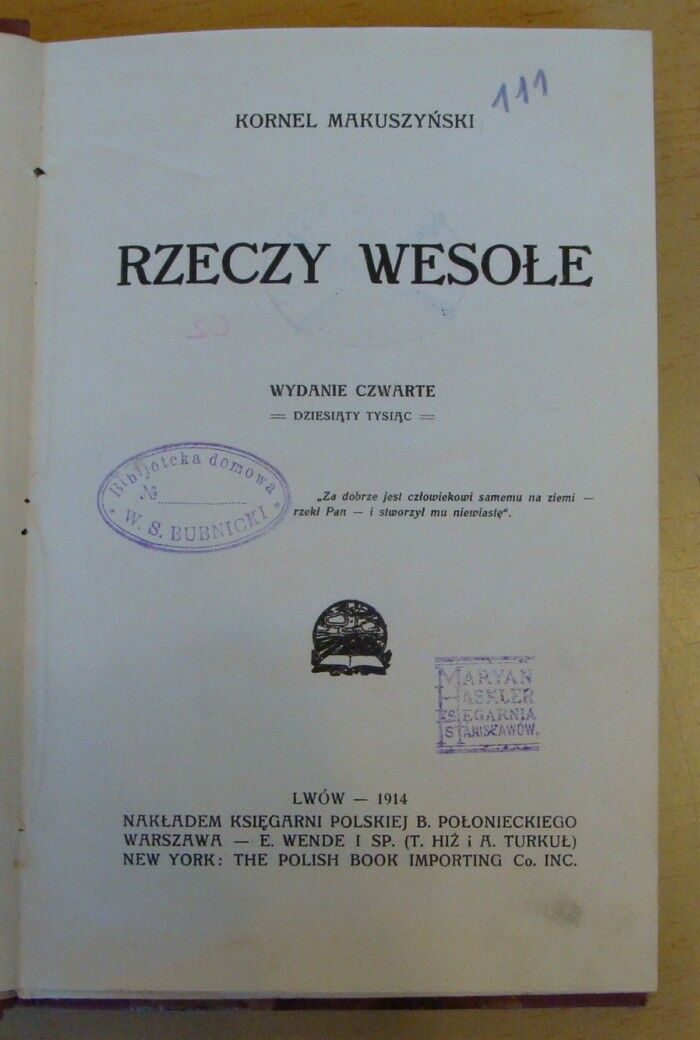 111
KORNEL MAKUSZYŃSKI
RZECZY WESOŁE
WYDANIE CZWARTE
= DZIESIĄTY TYSIĄC =
Bibljoteka domowa
№
W. S. BUBNICKI
„Za dobrze jest człowiekowi samemu na ziemi —
rzekł Pan — i stworzył mu niewiastę“.
MARYAN
HASKLER
KSIĘGARNIA
STANISŁAWÓW.
LWÓW — 1914
NAKŁADEM KSIĘGARNI POLSKIEJ B. POŁONIECKIEGO
WARSZAWA — E. WENDE I SP. (T. HIŻ i A. TURKUŁ)
NEW YORK: THE POLISH BOOK IMPORTING Co. INC.